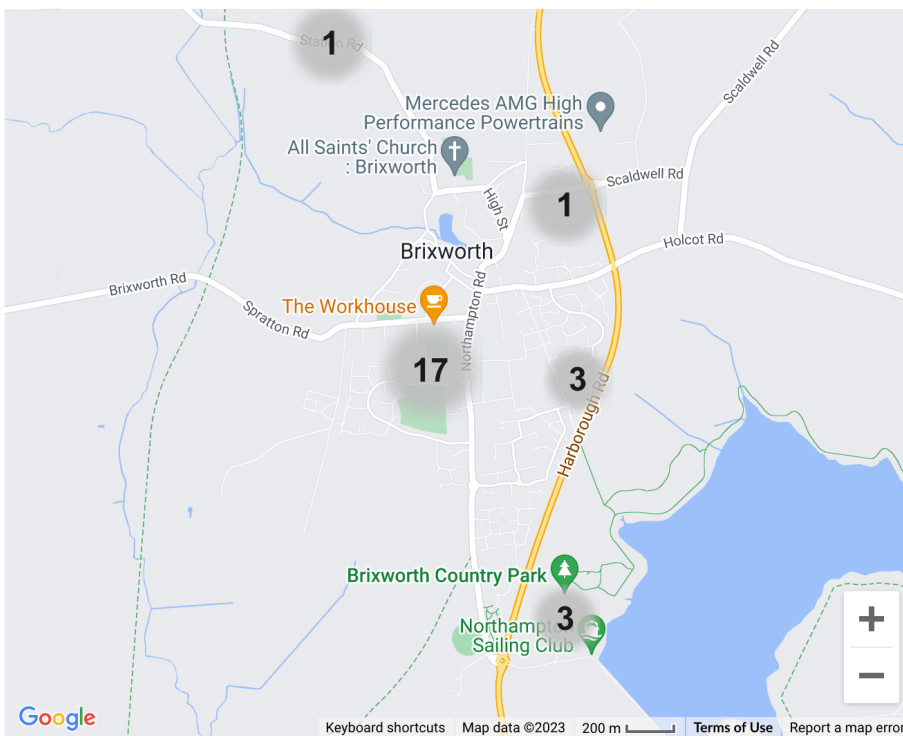 1
Station Rd
Scaldwell Rd
Mercedes AMG High
Performance Powertrains
All Saints' Church
: Brixworth
Scaldwell Rd
1
High St
Holcot Rd
Brixworth
Brixworth Rd
The Workhouse
Spratton Rd
Northampton Rd
17
3
Harborough Rd
Brixworth Country Park
3
Sailing Club
+
−
Google
Keyboard shortcuts
Map data ©2023
200 m
Terms of Use
Report a map error